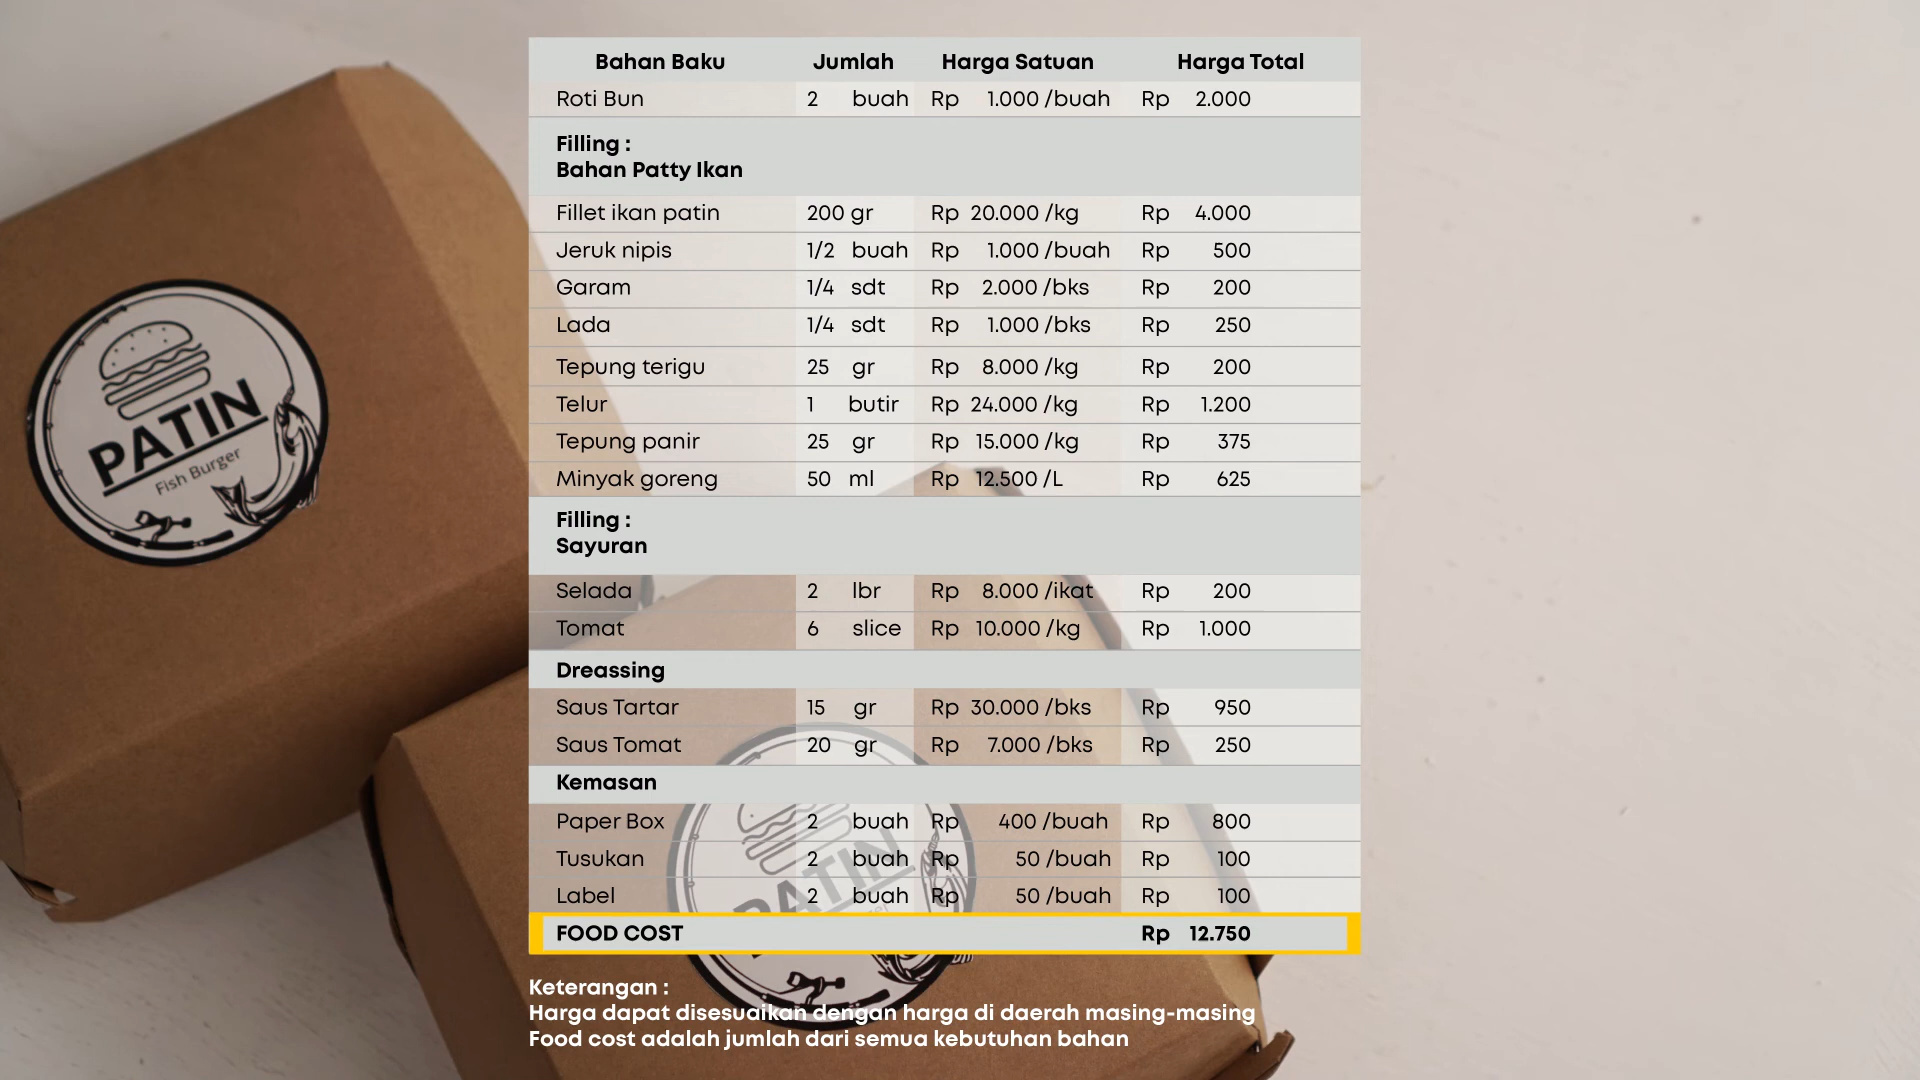 Bahan Baku Jumlah Harga Satuan Harga Total
Roti Bun 2 buah Rp 1.000 /buah Rp 2.000
Filling :
Bahan Patty Ikan
Fillet ikan patin 200 gr Rp 20.000 /kg Rp 4.000
Jeruk nipis 1/2 buah Rp 1.000 /buah Rp 500
Garam 1/4 sdt Rp 2.000 /bks Rp 200
Lada 1/4 sdt Rp 1.000 /bks Rp 250
Tepung terigu 25 gr Rp 8.000 /kg Rp 200
Telur 1 butir Rp 24.000 /kg Rp 1.200
Tepung panir 25 gr Rp 15.000 /kg Rp 375
Minyak goreng 50 ml Rp 12.500 /L Rp 625
Filling :
Sayuran
Selada 2 lbr Rp 8.000 /ikat Rp 200
Tomat 6 slice Rp 10.000 /kg Rp 1.000
Dreassing
Saus Tartar 15 gr Rp 30.000 /bks Rp 950
Saus Tomat 20 gr Rp 7.000 /bks Rp 250
Kemasan
Paper Box 2 buah Rp 400 /buah Rp 800
Tusukan 2 buah Rp 50 /buah Rp 100
Label 2 buah Rp 50 /buah Rp 100
FOOD COST Rp 12.750
Keterangan :
Harga dapat disesuaikan dengan harga di daerah masing-masing
Food cost adalah jumlah dari semua kebutuhan bahan
PATIN
Fish Burger
PATIN